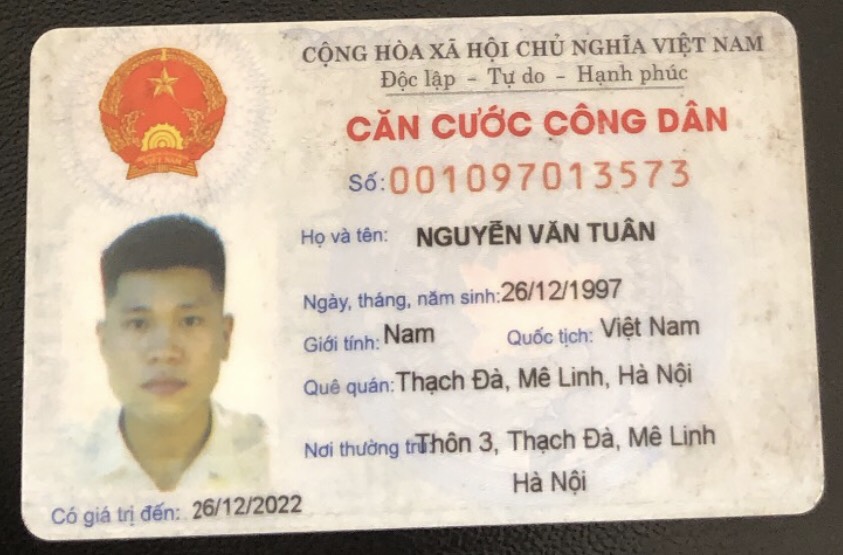 CỘNG HÒA XÃ HỘI CHỦ NGHĨA VIỆT NAM
Độc lập - Tự do - Hạnh phúc
CĂN CƯỚC CÔNG DÂN
Số: 001097013573
Họ và tên: NGUYỄN VĂN TUÂN
Ngày, tháng, năm sinh: 26/12/1997
Giới tính: Nam Quốc tịch: Việt Nam
Quê quán: Thạch Đà, Mê Linh, Hà Nội
Nơi thường trú: Thôn 3, Thạch Đà, Mê Linh
Hà Nội
Có giá trị đến: 26/12/2022
VIỆT NAM